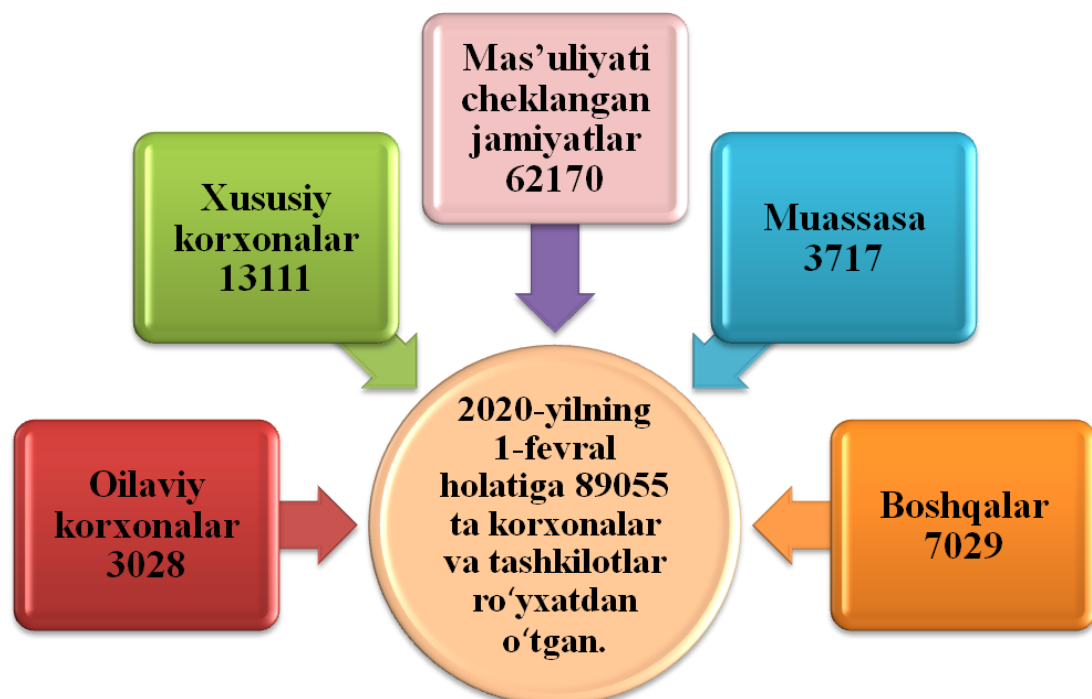 Mas’uliyati
cheklangan
jamiyatlar
62170
Xususiy
korxonalar
13111
Muassasa
3717
Oilaviy
korxonalar
3028
2020-yilning
1-fevral
holatiga 89055
ta korxonalar
va tashkilotlar
ro‘yxatdan
o‘tgan.
Boshqalar
7029